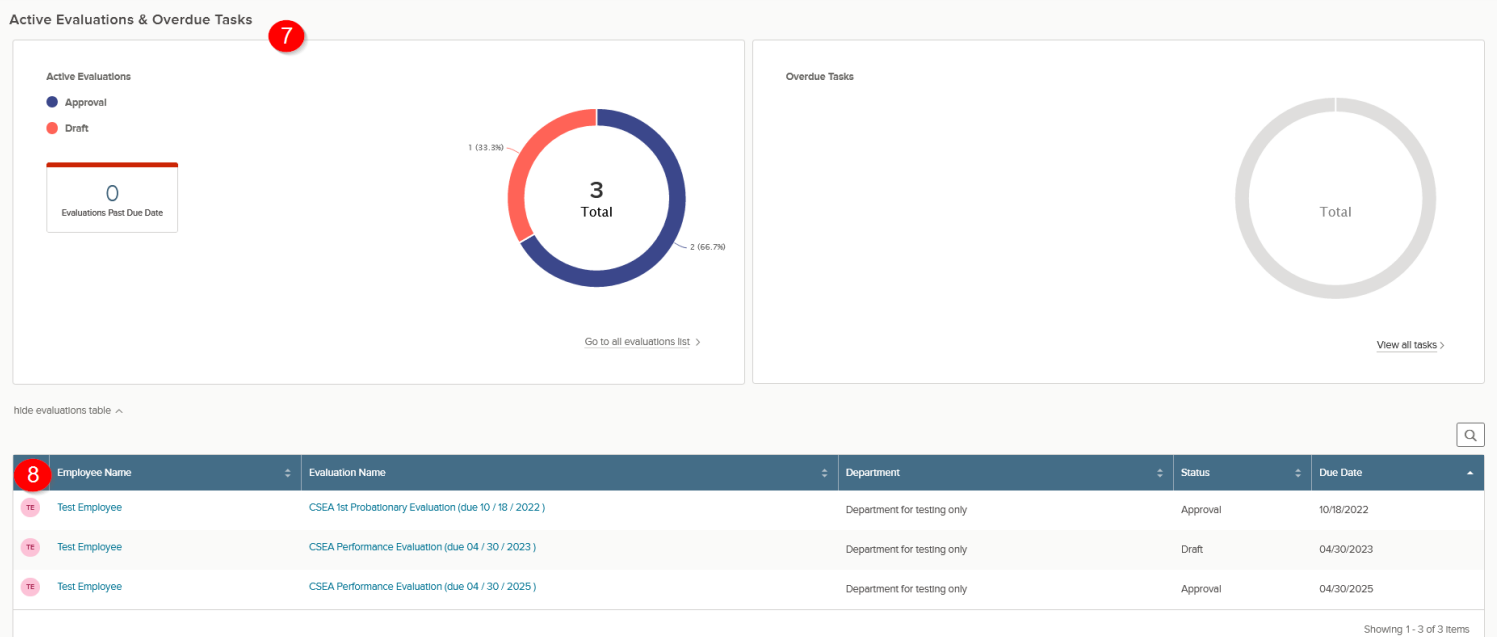 Active Evaluations & Overdue Tasks
7
Active Evaluations
Approval
Draft
0
Evaluations Past Due Date
1 (33.3%)
3
Total
2 (66.7%)
Go to all evaluations list
Overdue Tasks
Total
View all tasks
hide evaluations table
8 Employee Name Evaluation Name Department Status Due Date
TE Test Employee CSEA 1st Probationary Evaluation (due 10 / 18 / 2022 ) Department for testing only Approval 10/18/2022
TE Test Employee CSEA Performance Evaluation (due 04 / 30 / 2023 ) Department for testing only Draft 04/30/2023
TE Test Employee CSEA Performance Evaluation (due 04 / 30 / 2025 ) Department for testing only Approval 04/30/2025
Showing 1 - 3 of 3 items